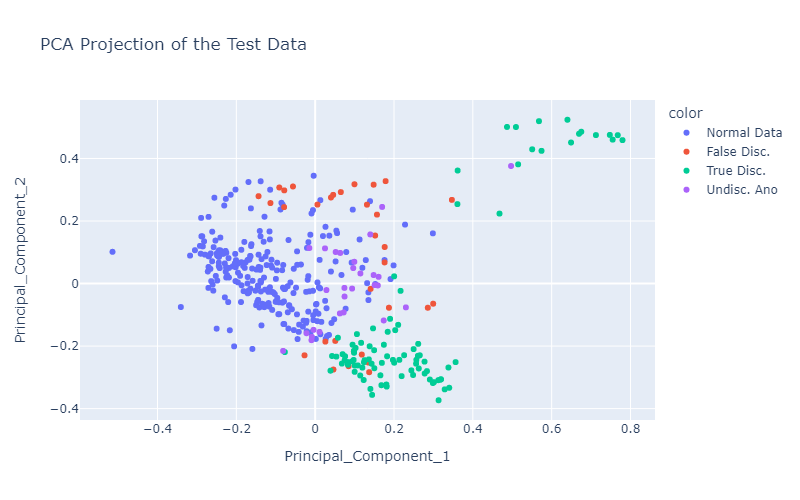 PCA Projection of the Test Data
color
Normal Data
False Disc.
True Disc.
Undisc. Ano
Principal_Component_2
0.4
0.2
0
−0.2
−0.4
−0.4
−0.2
0
0.2
0.4
0.6
0.8
Principal_Component_1